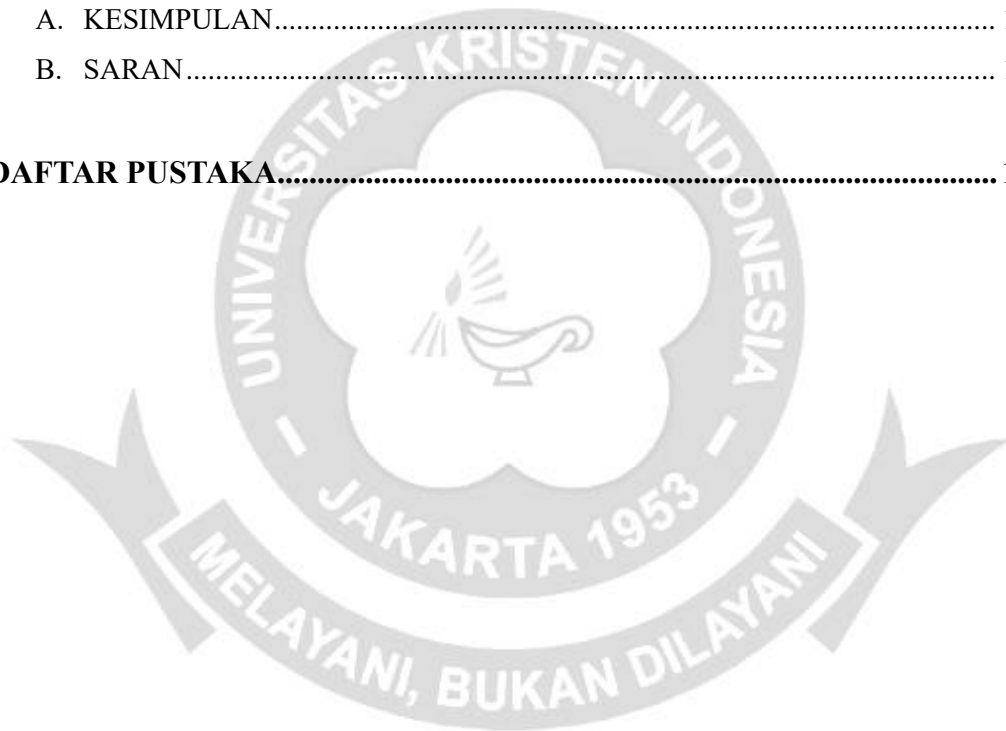 A. KESIMPULAN
B. SARAN
DAFTAR PUSTAKA
UNIVERSITAS KRISTEN INDONESIA
– JAKARTA 1953 –
MELAYANI, BUKAN DILAYANI